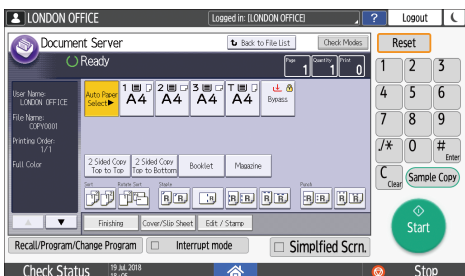 LONDON OFFICE
Logged in: [LONDON OFFICE]
?
Logout
Document Server
Back to File List
Check Modes
Reset
Ready
Page
1
Quantity
1
Print
0
User Name:
LONDON OFFICE
File Name:
COPY0001
Printing Order:
1/1
Full Color
Auto Paper
Select▶
1
A4
2
A4
3
A4
T
A4
Bypass
2 Sided Copy
Top to Top
2 Sided Copy
Top to Bottom
Booklet
Magazine
Sort
Rotate Sort
Staple
Punch
Finishing
Cover/Slip Sheet
Edit / Stamp
Recall/Program/Change Program
Interrupt mode
Simplfied Scrn.
1
2
3
4
5
6
7
8
9
./*
0
#
Enter
C
Clear
Sample Copy
Start
Check Status
19 Jul. 2018
Stop